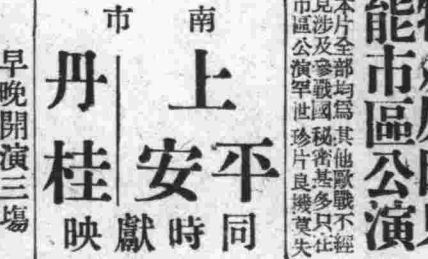 能市區公演
本片全部均爲其他歐戰不經
見涉及參戰國秘密甚多只在
市區公演罕世珍片良機莫失
南市
上
平安
丹桂
同時獻映
早晚開演三塲